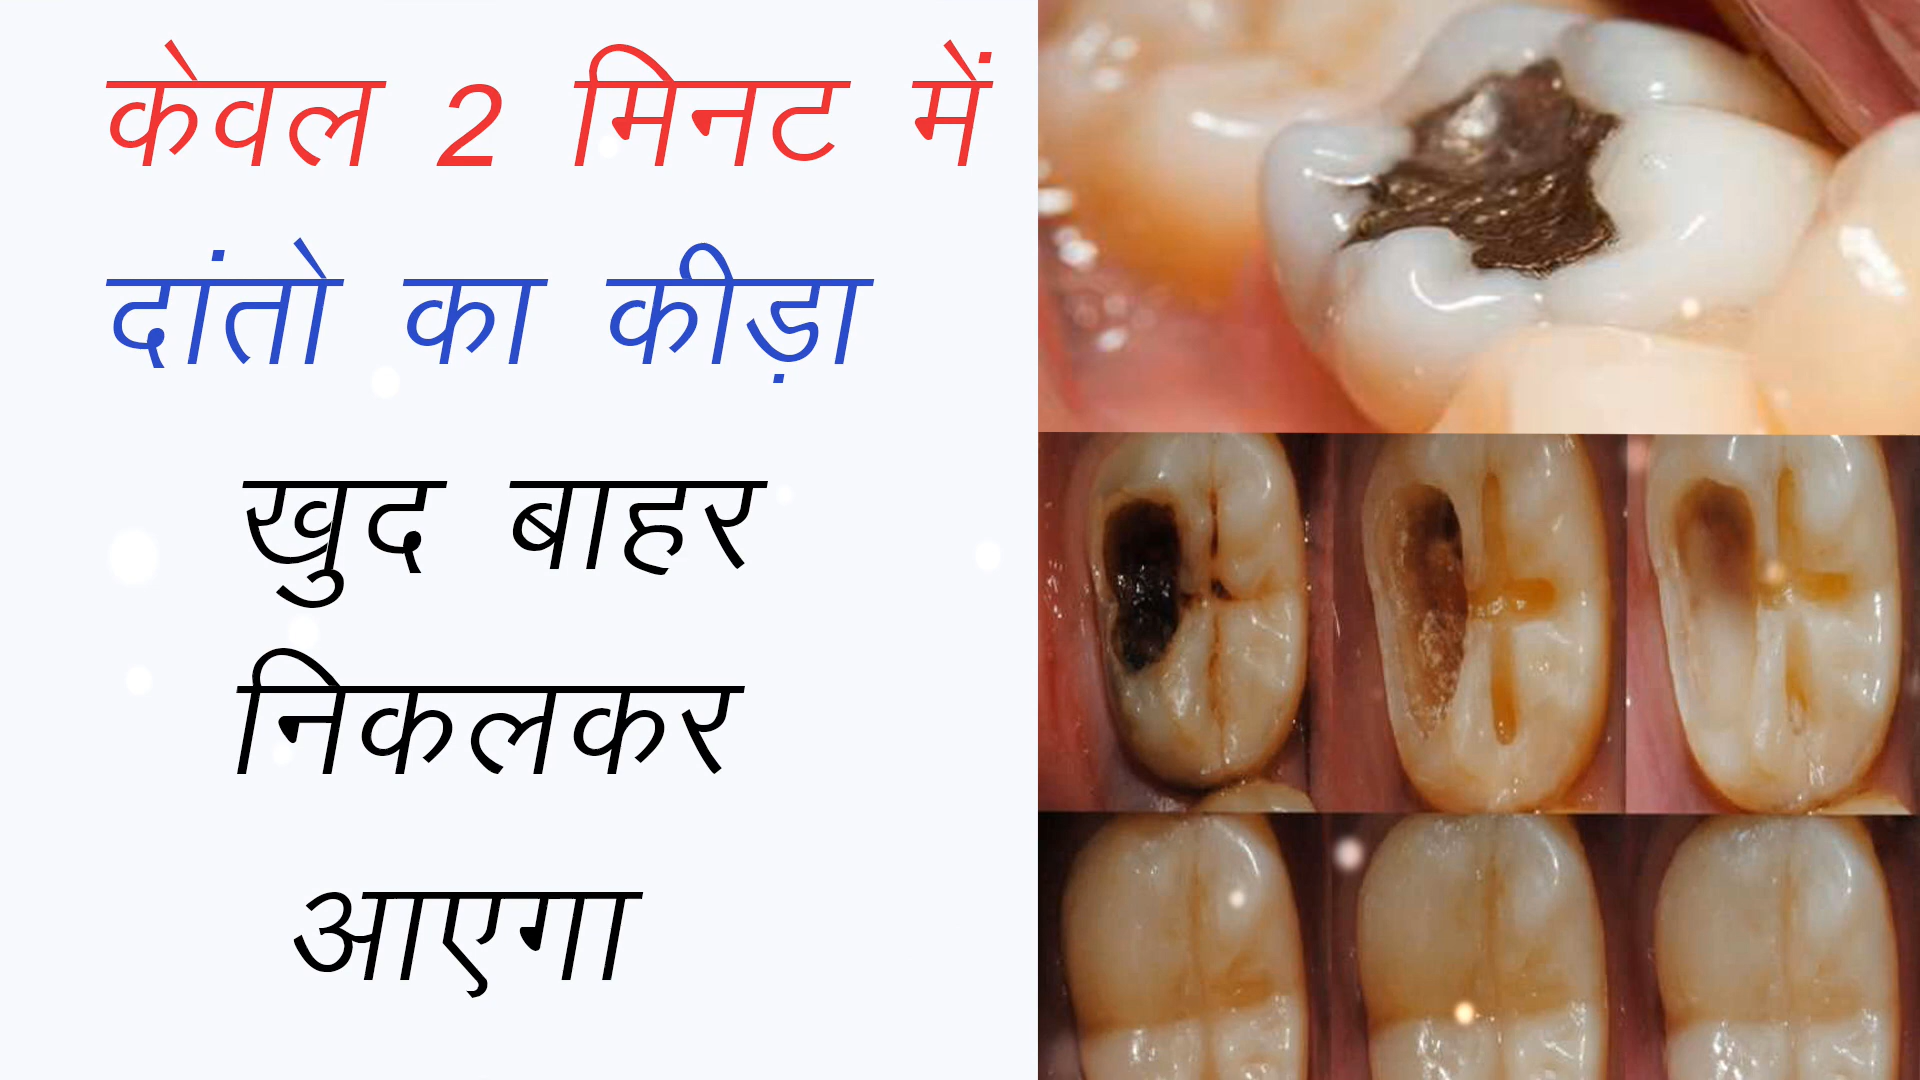 केवल 2 मिनट में
दांतो का कीड़ा
खुद बाहर
निकलकर
आएगा